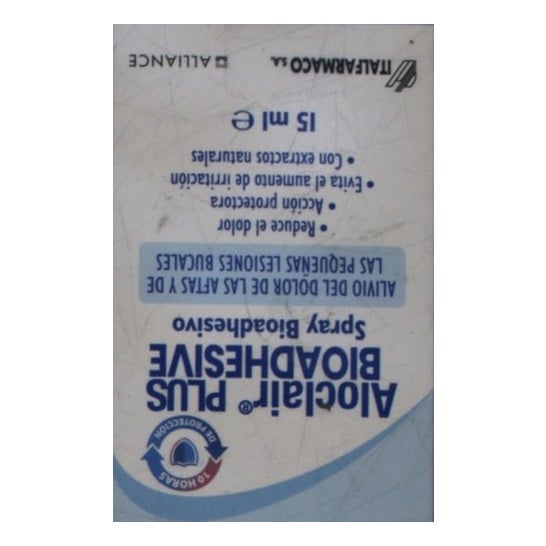 10 HORAS
DE PROTECCIÓN
Aloclair® PLUS
BIOADHESIVE
Spray Bioadhesivo
ALIVIO DEL DOLOR DE LAS AFTAS Y DE
LAS PEQUEÑAS LESIONES BUCALES
• Reduce el dolor
• Acción protectora
• Evita el aumento de irritación
• Con extractos naturales
15 ml ℮
ITALFARMACO S.A.
ALLIANCE